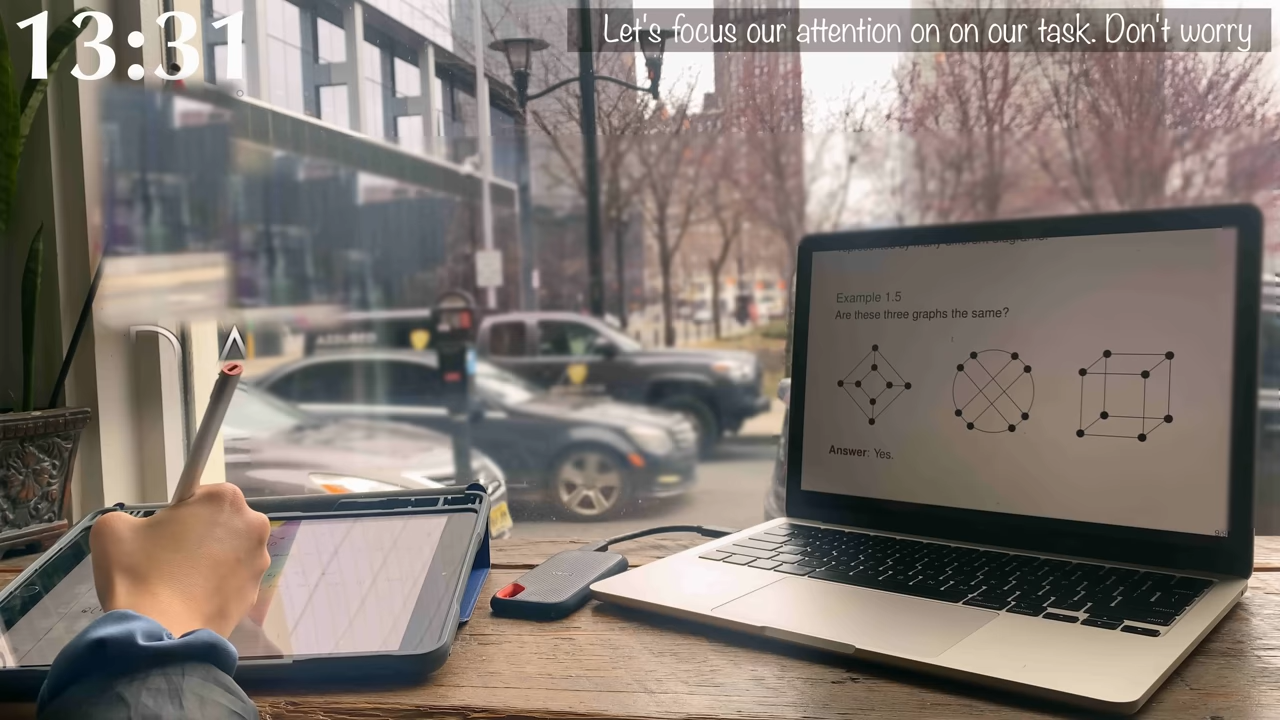 13:31
Let's focus our attention on on our task. Don't worry
Example 1.5
Are these three graphs the same?
Answer: Yes.